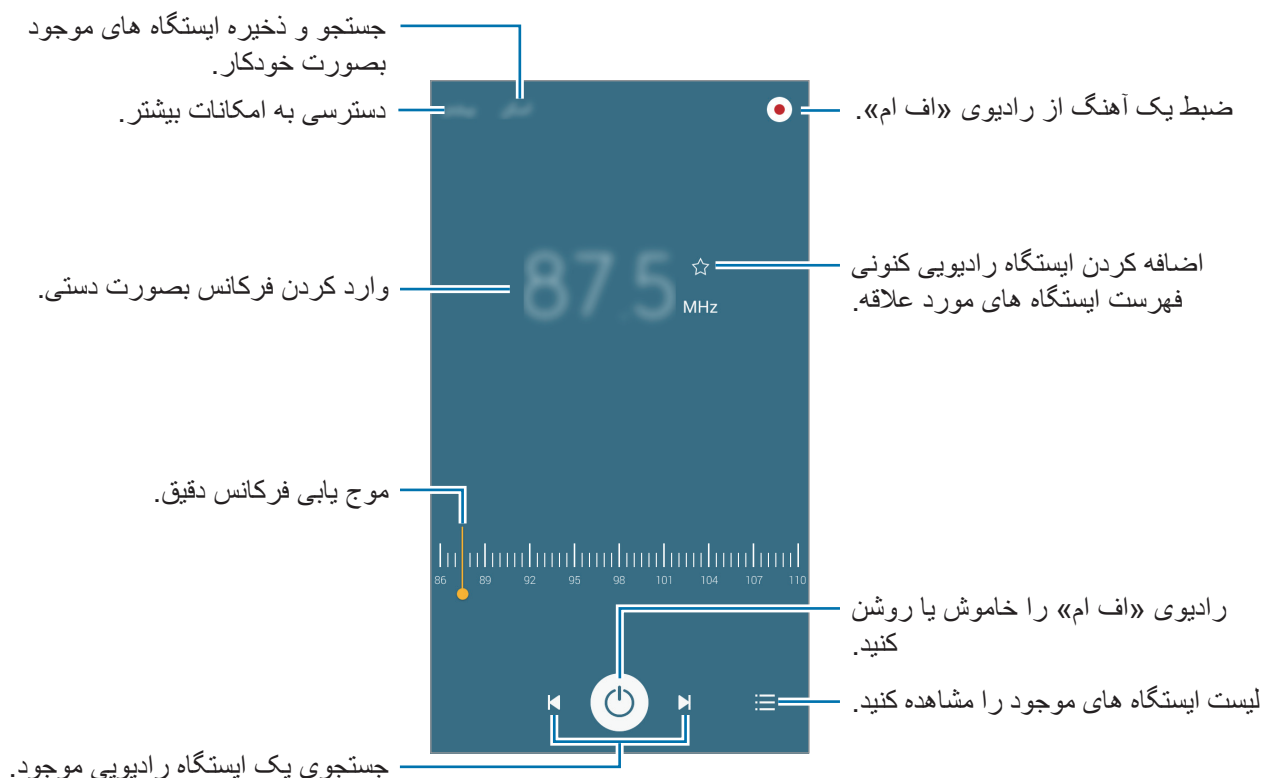 جستجو و ذخیره ایستگاه های موجود
بصورت خودکار.
دسترسی به امکانات بیشتر.
ضبط یک آهنگ از رادیوی «اف ام».
اضافه کردن ایستگاه رادیویی کنونی
فهرست ایستگاه های مورد علاقه.
وارد کردن فرکانس بصورت دستی.
87.5
MHz
موج یابی فرکانس دقیق.
86 89 92 95 98 101 104 107 110
رادیوی «اف ام» را خاموش یا روشن
کنید.
لیست ایستگاه های موجود را مشاهده کنید.
جستجوی یک ایستگاه رادیویی موجود.